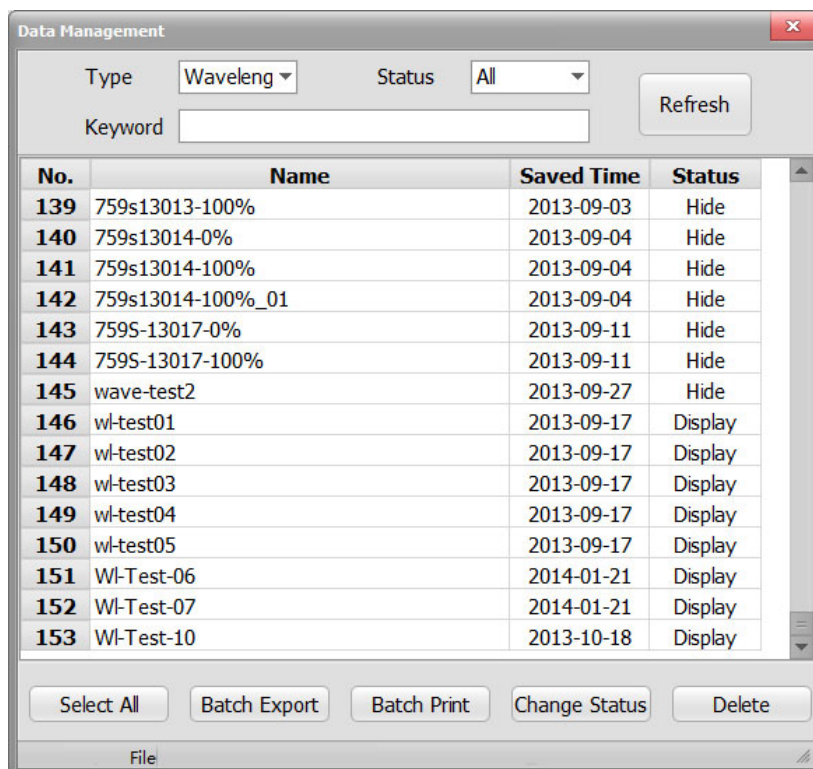 Data Management
Type Waveleng Status All
Refresh
Keyword
No. Name Saved Time Status
139 759s13013-100% 2013-09-03 Hide
140 759s13014-0% 2013-09-04 Hide
141 759s13014-100% 2013-09-04 Hide
142 759s13014-100%_01 2013-09-04 Hide
143 759S-13017-0% 2013-09-11 Hide
144 759S-13017-100% 2013-09-11 Hide
145 wave-test2 2013-09-27 Hide
146 wl-test01 2013-09-17 Display
147 wl-test02 2013-09-17 Display
148 wl-test03 2013-09-17 Display
149 wl-test04 2013-09-17 Display
150 wl-test05 2013-09-17 Display
151 Wl-Test-06 2014-01-21 Display
152 Wl-Test-07 2014-01-21 Display
153 Wl-Test-10 2013-10-18 Display
Select All Batch Export Batch Print Change Status Delete
File